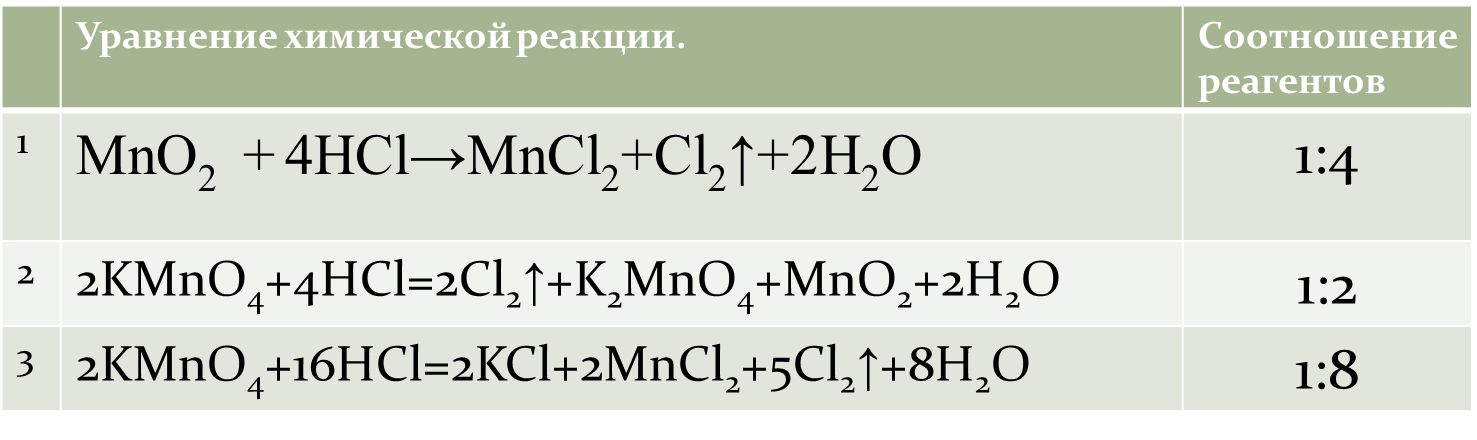 Уравнение химической реакции.
Соотношение
реагентов
1
MnO₂ + 4HCl→MnCl₂+Cl₂↑+2H₂O
1:4
2
2KMnO₄+4HCl=2Cl₂↑+K₂MnO₄+MnO₂+2H₂O
1:2
3
2KMnO₄+16HCl=2KCl+2MnCl₂+5Cl₂↑+8H₂O
1:8